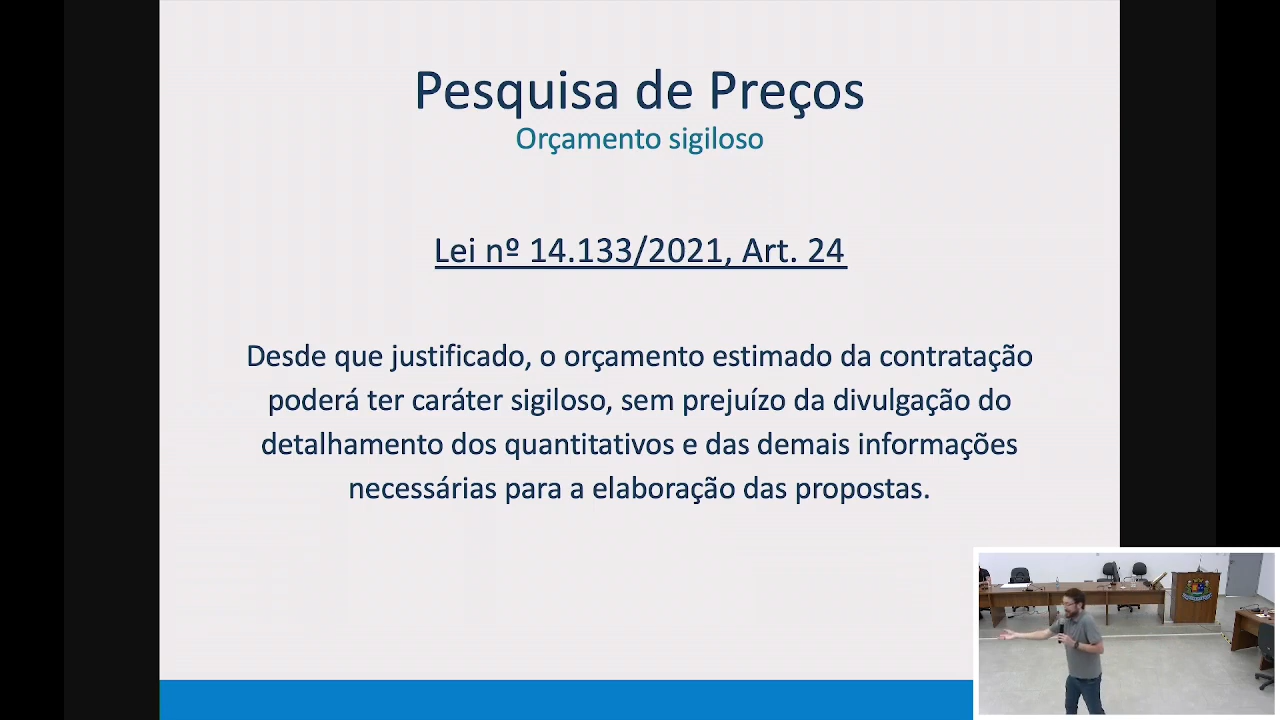 Pesquisa de Preços
Orçamento sigiloso
Lei nº 14.133/2021, Art. 24
Desde que justificado, o orçamento estimado da contratação
poderá ter caráter sigiloso, sem prejuízo da divulgação do
detalhamento dos quantitativos e das demais informações
necessárias para a elaboração das propostas.